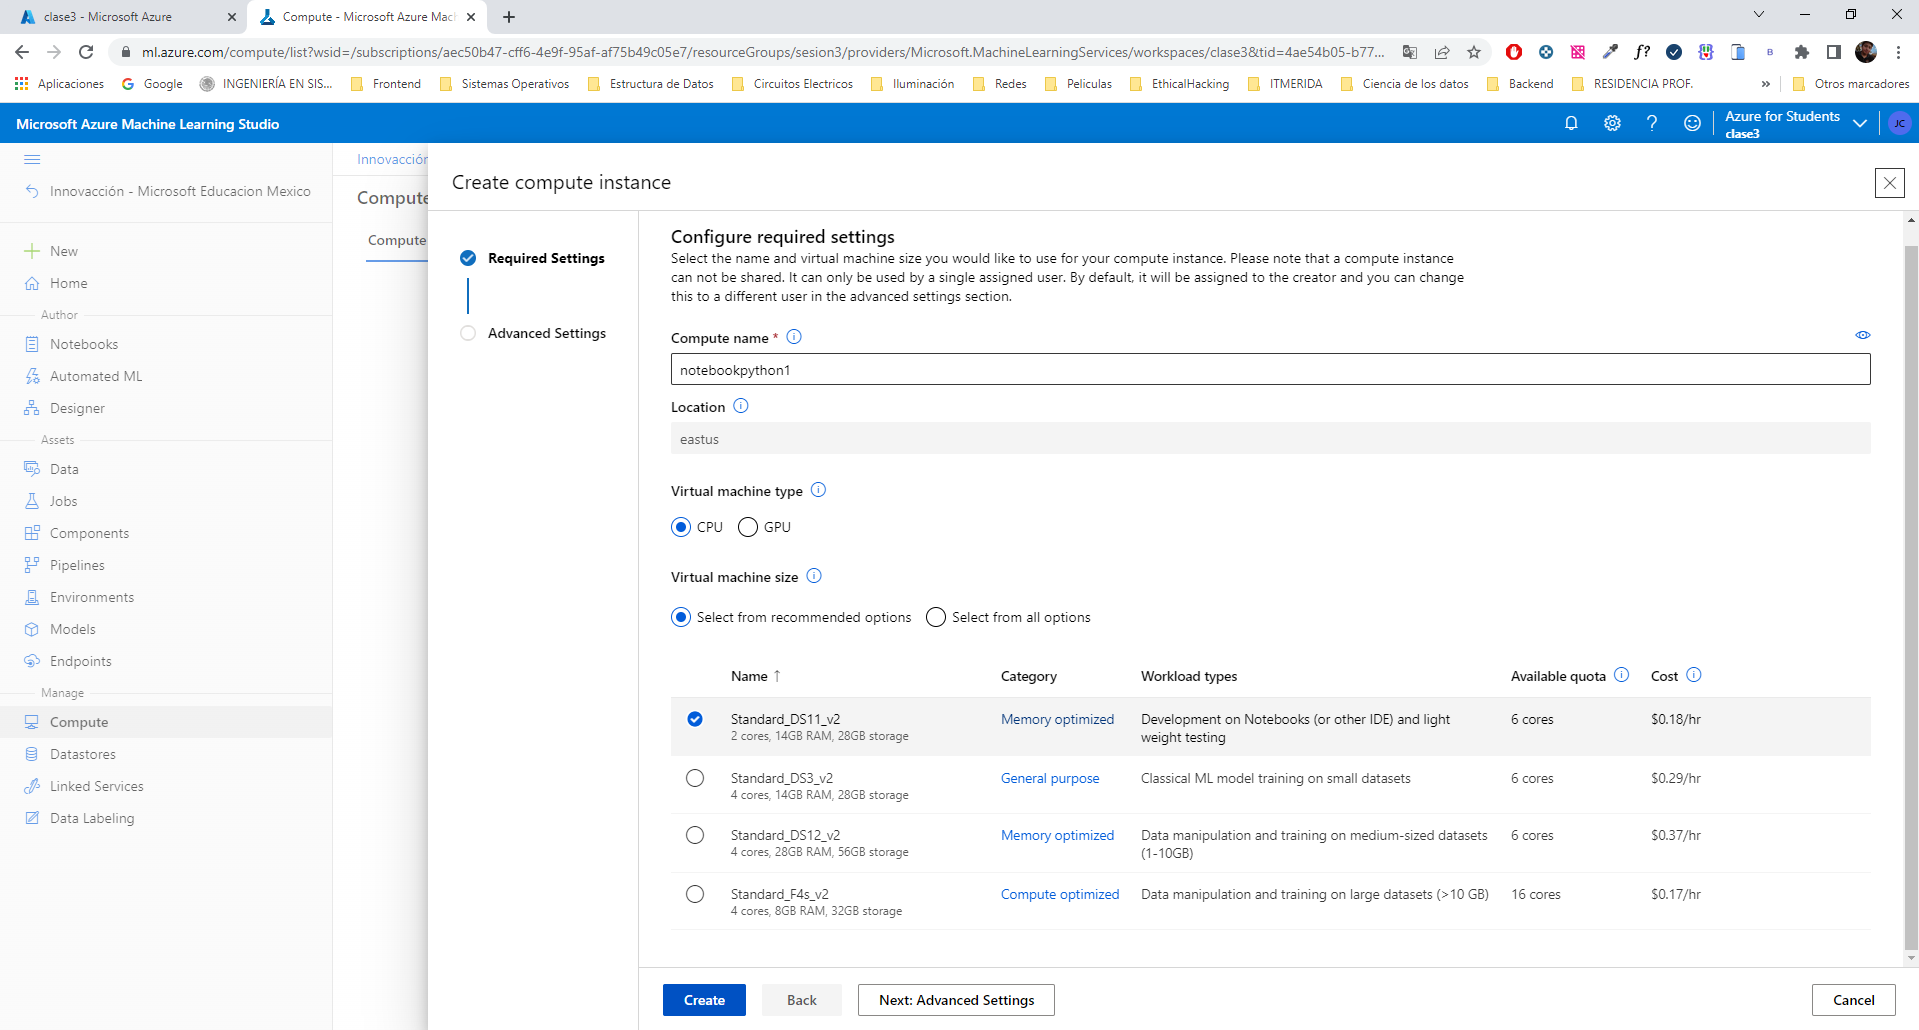 clase3 - Microsoft Azure
Compute - Microsoft Azure Mach
ml.azure.com/compute/list?wsid=/subscriptions/aec50b47-cff6-4e9f-95af-af75b49c05e7/resourceGroups/sesion3/providers/Microsoft.MachineLearningServices/workspaces/clase3&tid=4ae54b05-b77...
f?
B
Aplicaciones
Google
INGENIERÍA EN SIS...
Frontend
Sistemas Operativos
Estructura de Datos
Circuitos Electricos
Iluminación
Redes
Peliculas
EthicalHacking
ITMERIDA
Ciencia de los datos
Backend
RESIDENCIA PROF.
»
Otros marcadores
Microsoft Azure Machine Learning Studio
Azure for Students
clase3
JC
Innovacción - Microsoft Educacion Mexico
New
Home
Author
Notebooks
Automated ML
Designer
Assets
Data
Jobs
Components
Pipelines
Environments
Models
Endpoints
Manage
Compute
Datastores
Linked Services
Data Labeling
Innovacción
Compute
Compute
Create compute instance
Required Settings
Advanced Settings
Configure required settings
Select the name and virtual machine size you would like to use for your compute instance. Please note that a compute instance
can not be shared. It can only be used by a single assigned user. By default, it will be assigned to the creator and you can change
this to a different user in the advanced settings section.
Compute name *
notebookpython1
Location
eastus
Virtual machine type
CPU GPU
Virtual machine size
Select from recommended options Select from all options
Name ↑ Category Workload types Available quota Cost
Standard_DS11_v2 Memory optimized Development on Notebooks (or other IDE) and light 6 cores $0.18/hr
2 cores, 14GB RAM, 28GB storage weight testing
Standard_DS3_v2 General purpose Classical ML model training on small datasets 6 cores $0.29/hr
4 cores, 14GB RAM, 28GB storage
Standard_DS12_v2 Memory optimized Data manipulation and training on medium-sized datasets 6 cores $0.37/hr
4 cores, 28GB RAM, 56GB storage (1-10GB)
Standard_F4s_v2 Compute optimized Data manipulation and training on large datasets (>10 GB) 16 cores $0.17/hr
4 cores, 8GB RAM, 32GB storage
Create
Back
Next: Advanced Settings
Cancel